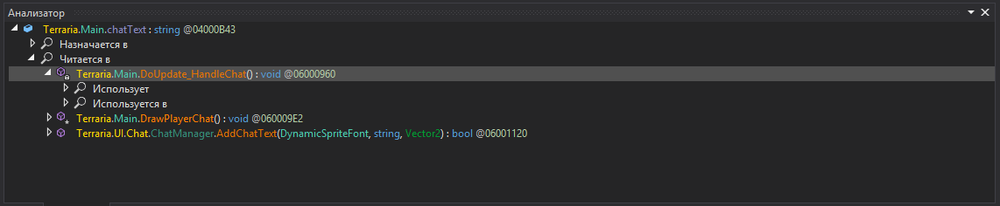 Анализатор
Terraria.Main.chatText : string @04000B43
Назначается в
Читается в
Terraria.Main.DoUpdate_HandleChat() : void @06000960
Использует
Используется в
Terraria.Main.DrawPlayerChat() : void @060009E2
Terraria.UI.Chat.ChatManager.AddChatText(DynamicSpriteFont, string, Vector2) : bool @06001120